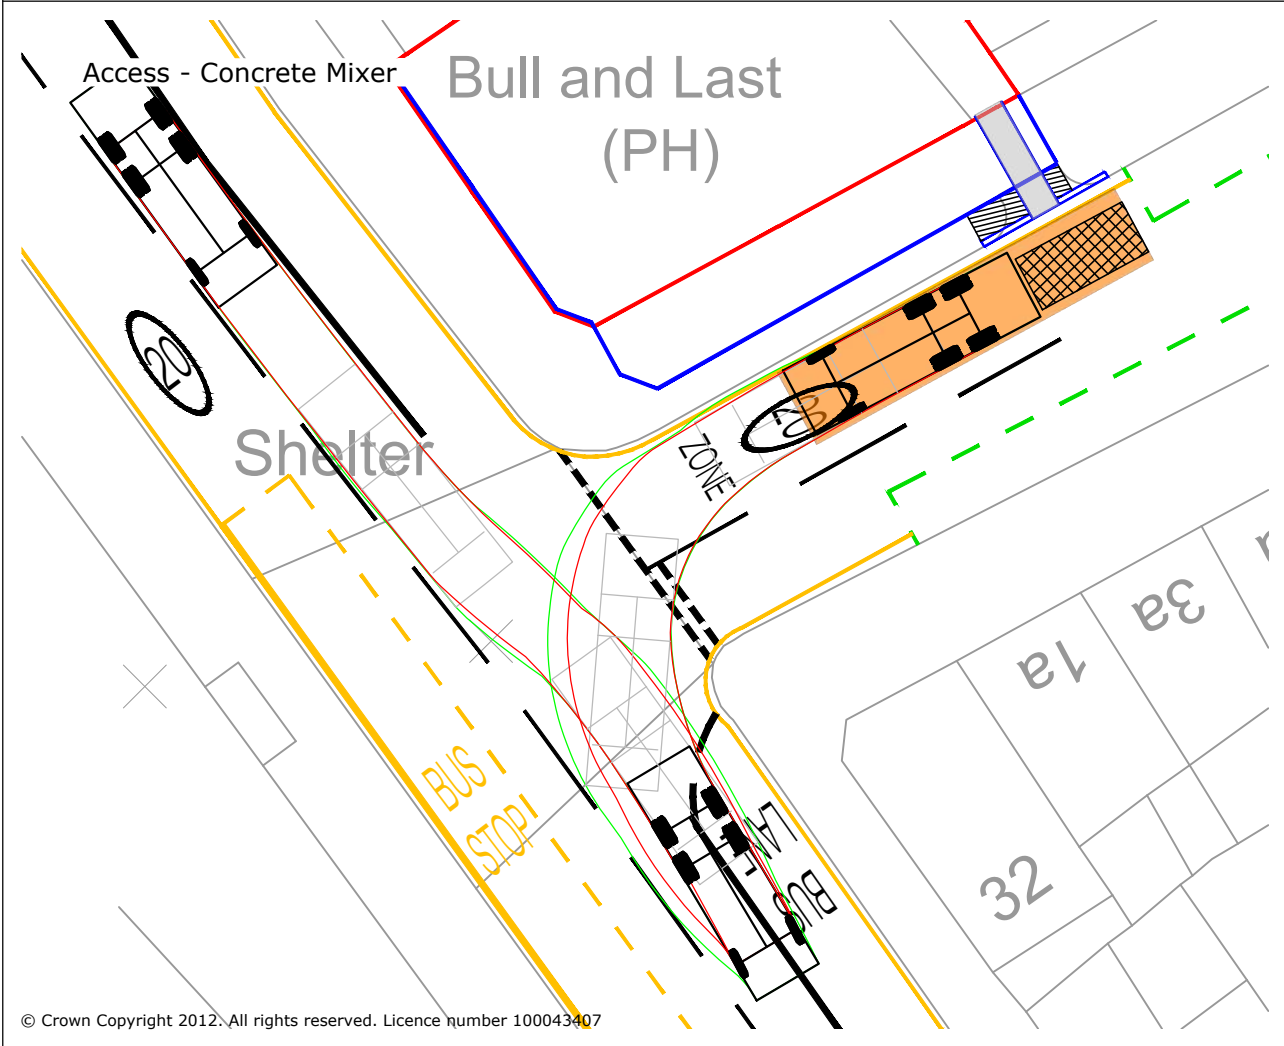 Access - Concrete Mixer
Bull and Last
(PH)
20
Shelter
20
ZONE
3a
1a
BUS
STOP
LANE
BUS
32
© Crown Copyright 2012. All rights reserved. Licence number 100043407